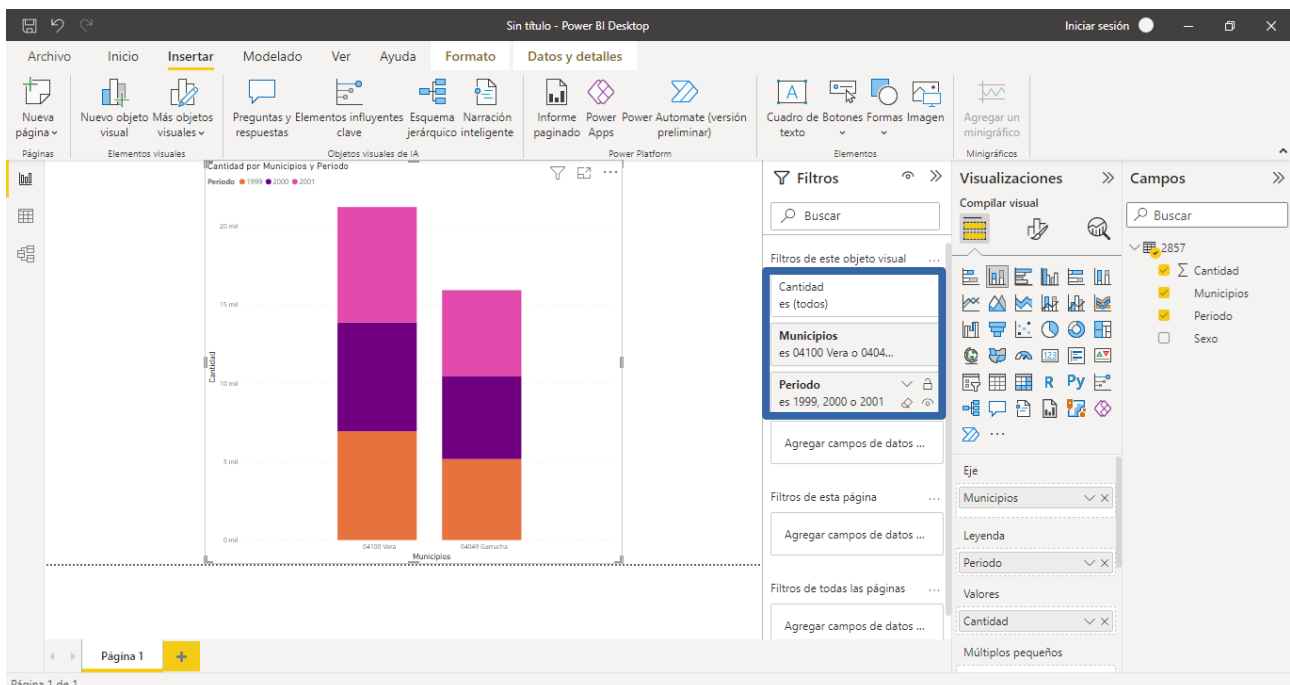 Sin título - Power BI Desktop
Iniciar sesión
Archivo Inicio Insertar Modelado Ver Ayuda Formato Datos y detalles
Nueva página
Nuevo objeto visual
Más objetos visuales
Preguntas y respuestas
Elementos influyentes clave
Esquema jerárquico
Narración inteligente
Informe paginado
Power Apps
Power Automate (versión preliminar)
Cuadro de texto
Botones
Formas
Imagen
Agregar un minigráfico
Páginas
Elementos visuales
Objetos visuales de IA
Power Platform
Elementos
Minigráficos
Cantidad por Municipios y Periodo
Periodo 1999 2000 2001
20 mil
15 mil
10 mil
5 mil
0 mil
Cantidad
04100 Vera
04049 Garrucha
Municipios
Filtros
Buscar
Filtros de este objeto visual ...
Cantidad
es (todos)
Municipios
es 04100 Vera o 0404...
Periodo
es 1999, 2000 o 2001
Agregar campos de datos ...
Filtros de esta página ...
Agregar campos de datos ...
Filtros de todas las páginas ...
Agregar campos de datos ...
Visualizaciones
Compilar visual
123
R Py
...
Eje
Municipios
Leyenda
Periodo
Valores
Cantidad
Múltiplos pequeños
Campos
Buscar
2857
Σ Cantidad
Municipios
Periodo
Sexo
Página 1
Página 1 de 1